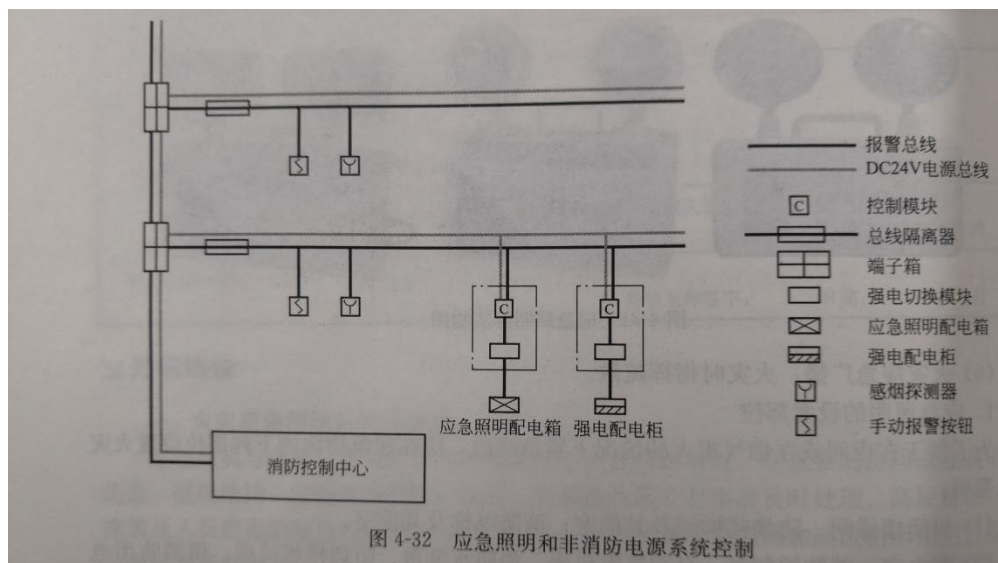 报警总线
DC24V电源总线
C 控制模块
总线隔离器
端子箱
强电切换模块
应急照明配电箱
强电配电柜
感烟探测器
手动报警按钮
C C
应急照明配电箱 强电配电柜
消防控制中心
图 4-32 应急照明和非消防电源系统控制